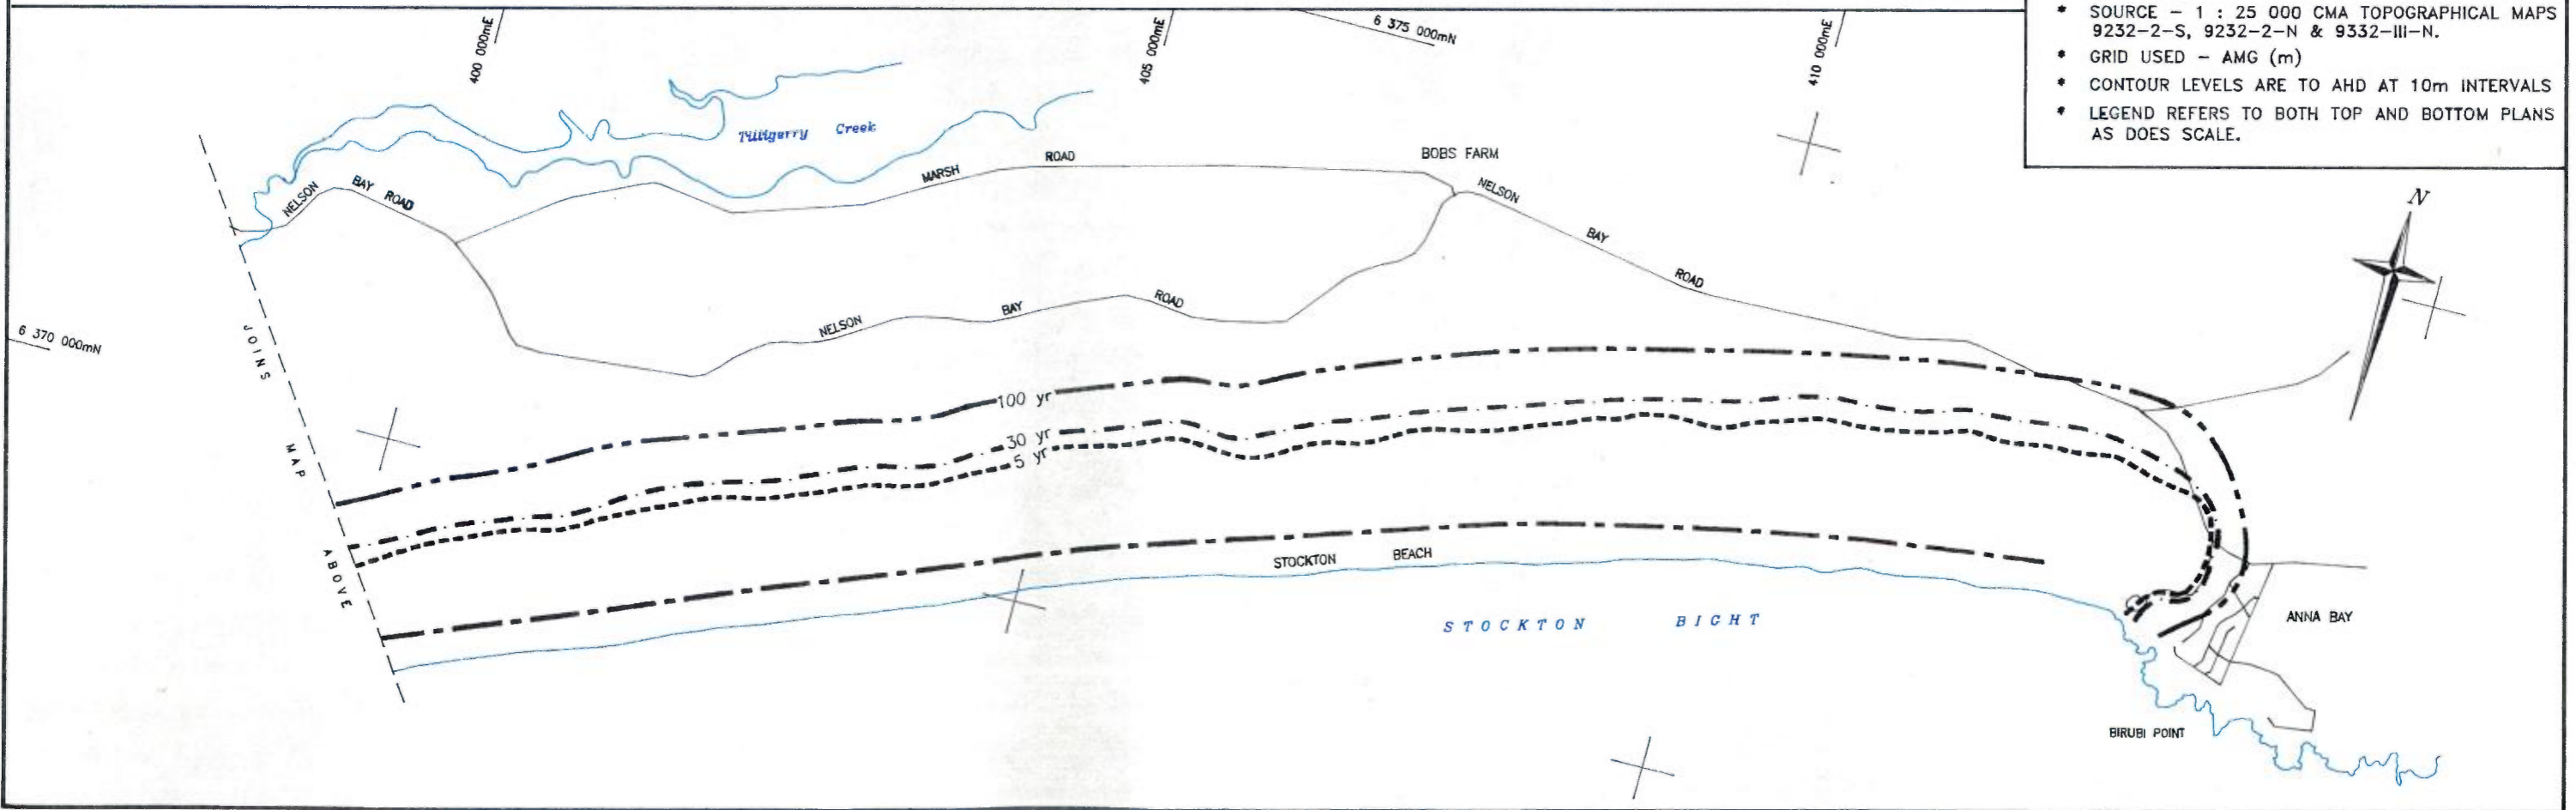 * SOURCE – 1 : 25 000 CMA TOPOGRAPHICAL MAPS
9232–2–S, 9232–2–N & 9332–III–N.
* GRID USED – AMG (m)
* CONTOUR LEVELS ARE TO AHD AT 10m INTERVALS
* LEGEND REFERS TO BOTH TOP AND BOTTOM PLANS
AS DOES SCALE.
400 000mE
405 000mE
6 375 000mN
410 000mE
Tilligerry Creek
MARSH ROAD
BOBS FARM
NELSON BAY ROAD
NELSON BAY ROAD
N
NELSON BAY ROAD
6 370 000mN
JOINS MAP ABOVE
100 yr
30 yr
5 yr
STOCKTON BEACH
STOCKTON BIGHT
ANNA BAY
BIRUBI POINT